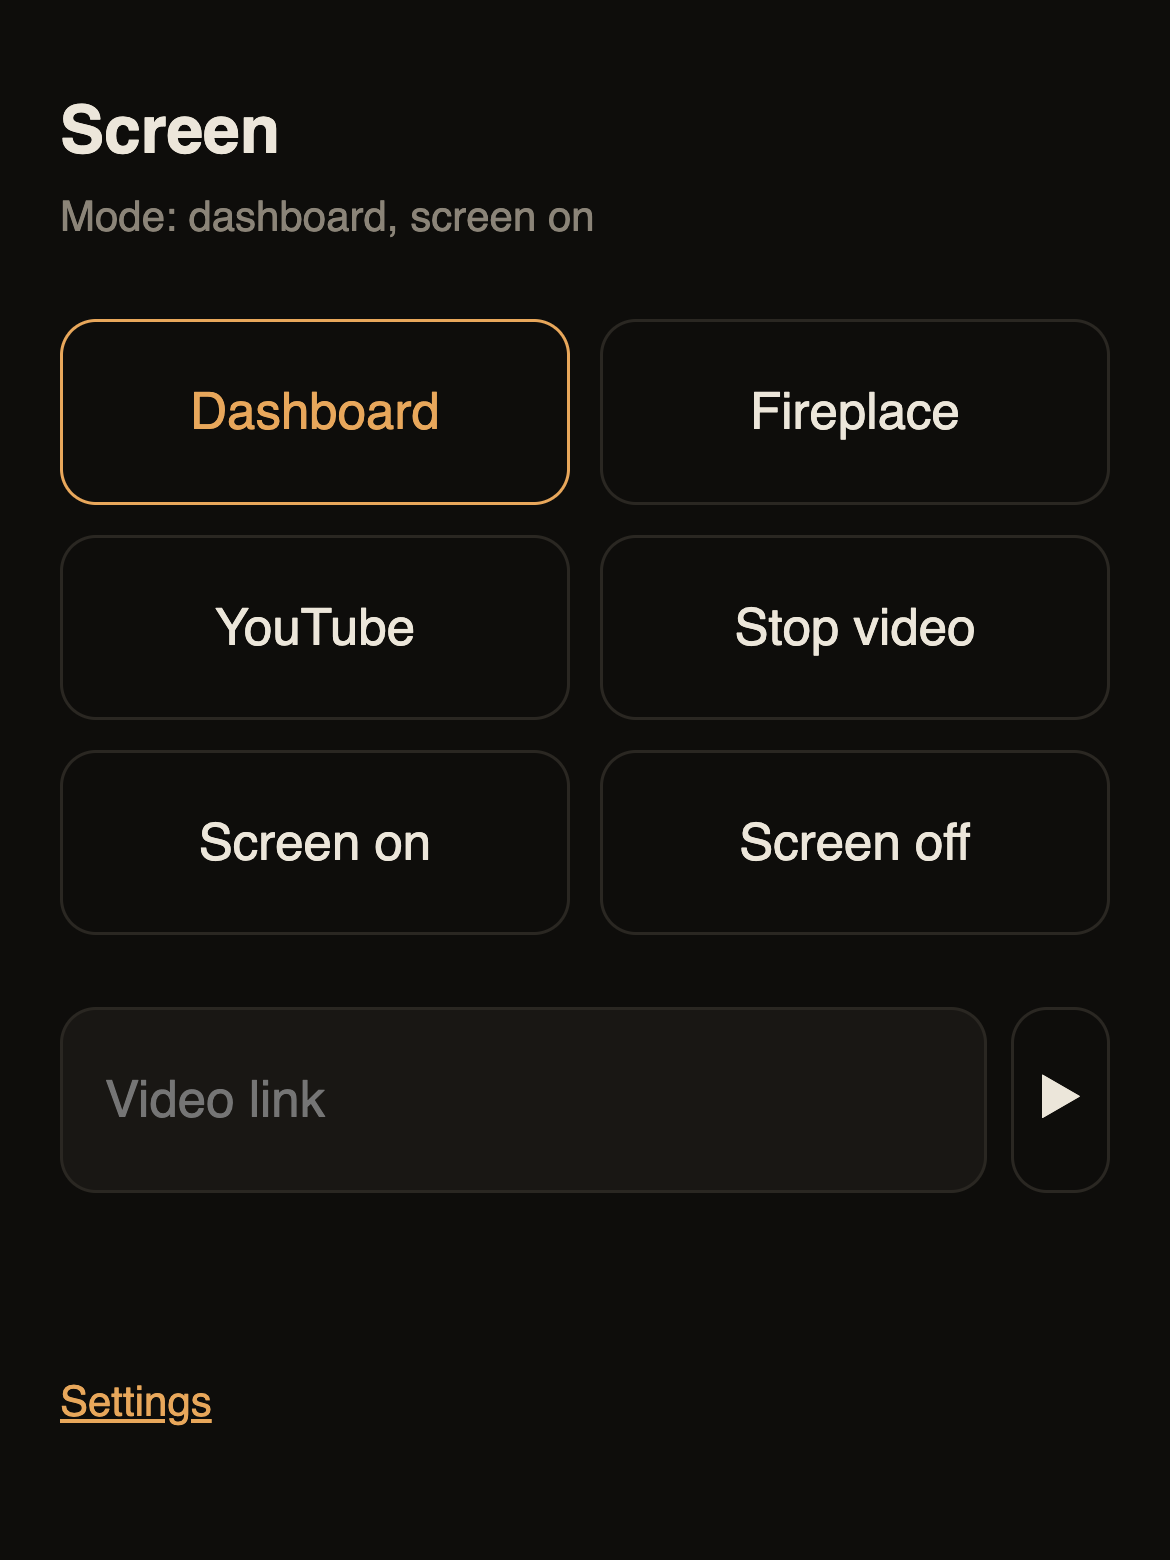 Screen
Mode: dashboard, screen on
Dashboard
Fireplace
YouTube
Stop video
Screen on
Screen off
Video link
Settings